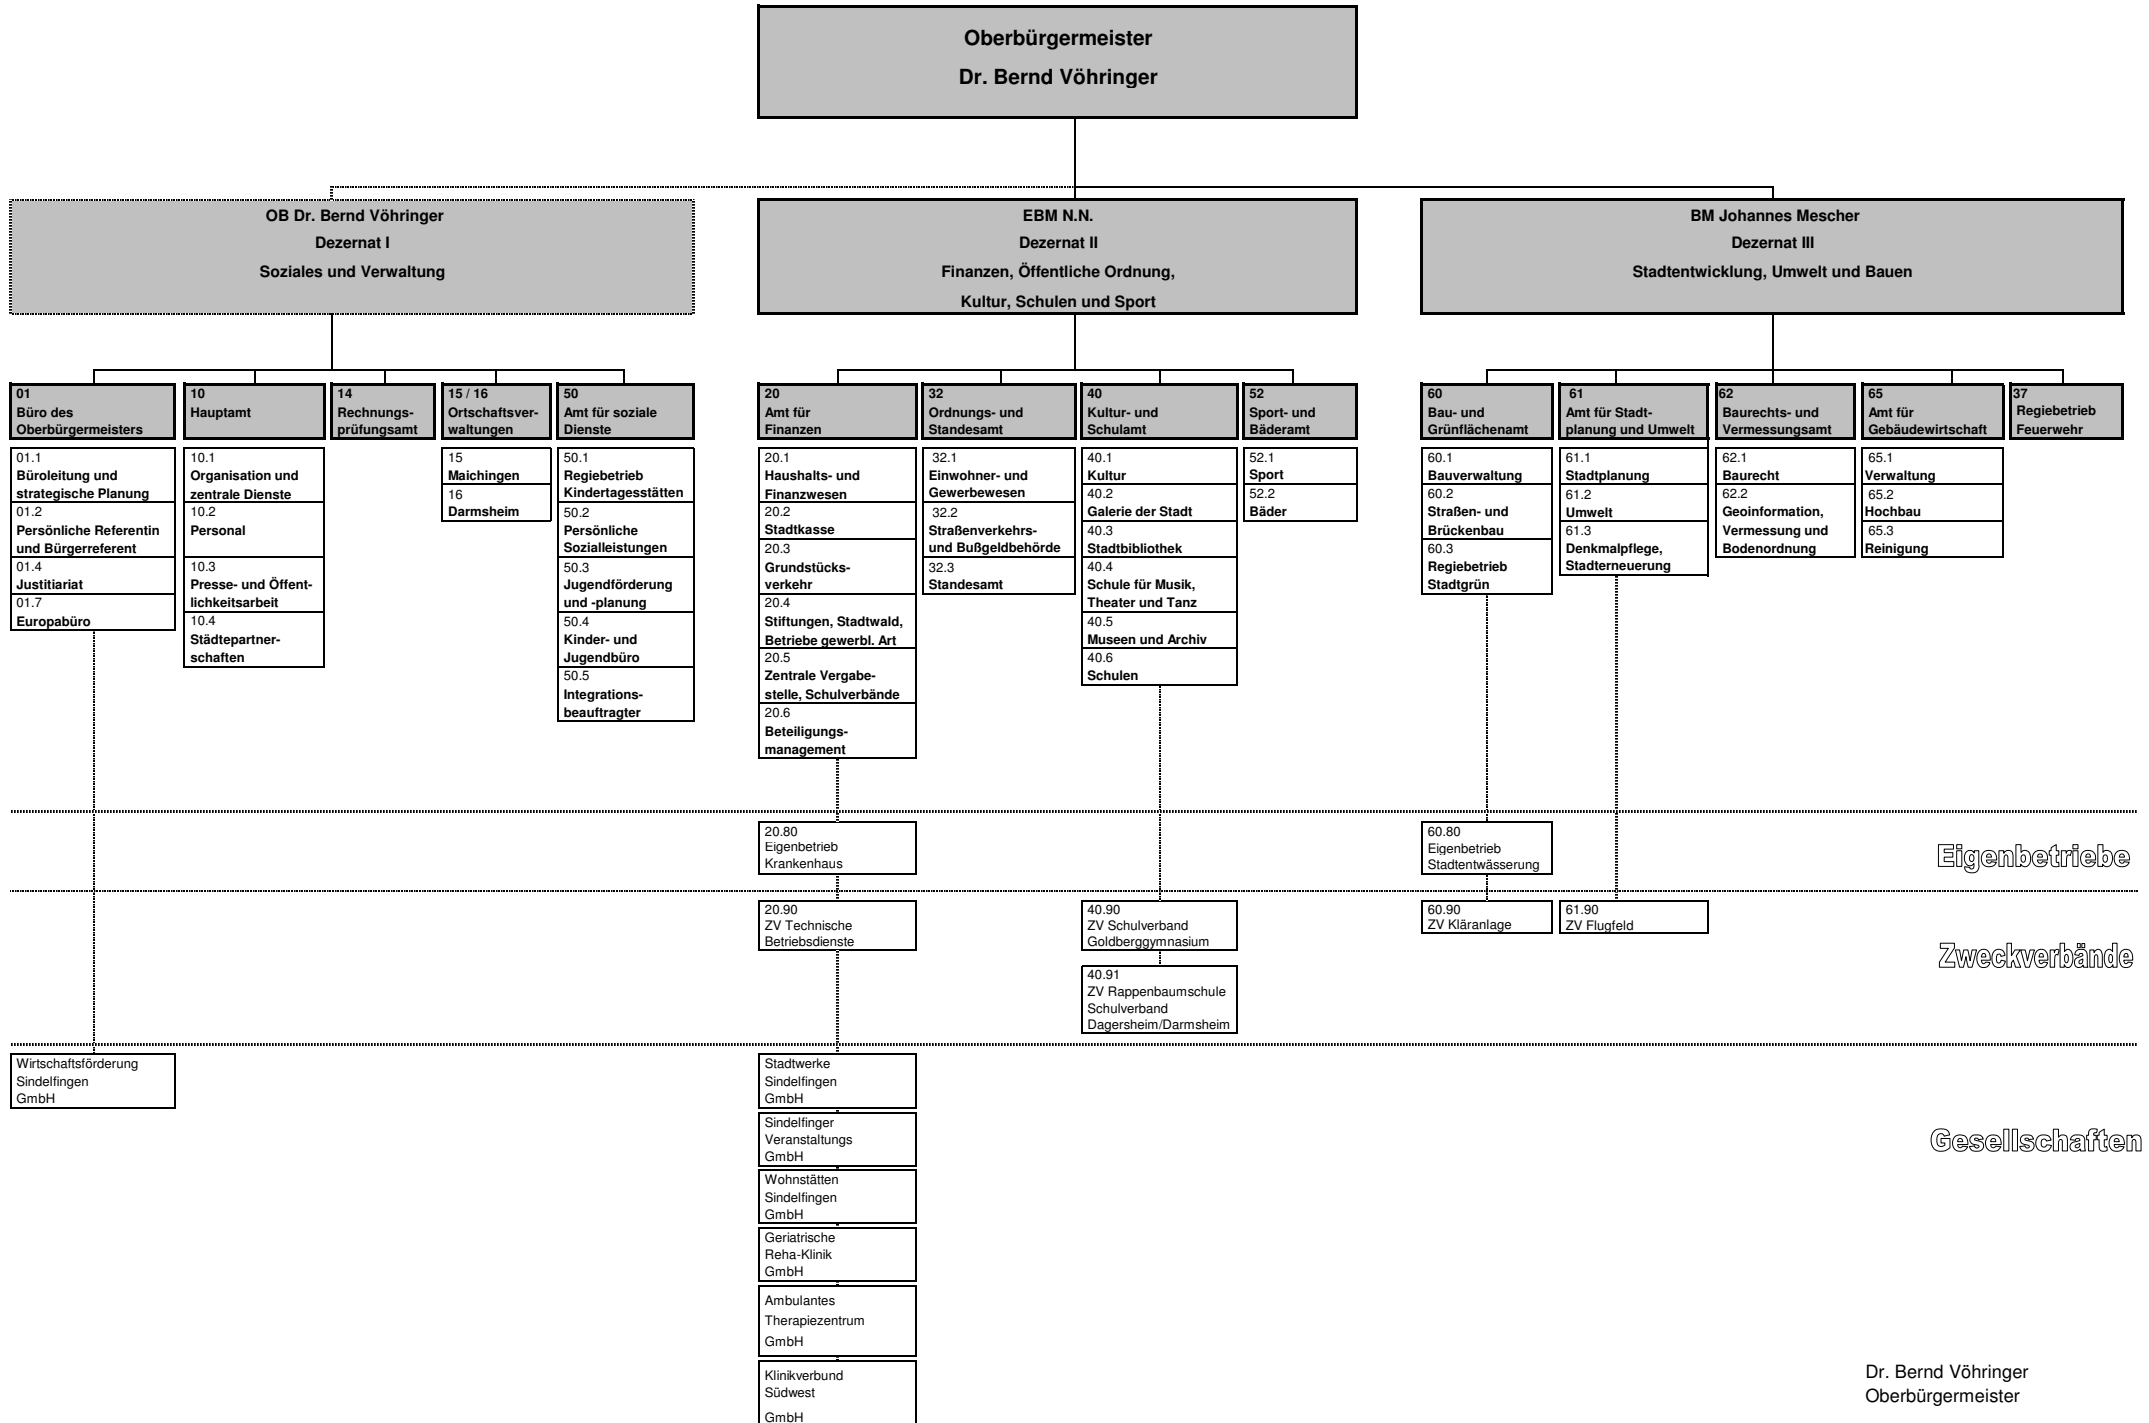 Oberbürgermeister
Dr. Bernd Vöhringer
OB Dr. Bernd Vöhringer
Dezernat I
Soziales und Verwaltung
EBM N.N.
Dezernat II
Finanzen, Öffentliche Ordnung,
Kultur, Schulen und Sport
BM Johannes Mescher
Dezernat III
Stadtentwicklung, Umwelt und Bauen
01
Büro des
Oberbürgermeisters
10
Hauptamt
14
Rechnungs-
prüfungsamt
15 / 16
Ortschaftsver-
waltungen
50
Amt für soziale
Dienste
20
Amt für
Finanzen
32
Ordnungs- und
Standesamt
40
Kultur- und
Schulamt
52
Sport- und
Bäderamt
60
Bau- und
Grünflächenamt
61
Amt für Stadt-
planung und Umwelt
62
Baurechts- und
Vermessungsamt
65
Amt für
Gebäudewirtschaft
37
Regiebetrieb
Feuerwehr
01.1
Büroleitung und
strategische Planung
01.2
Persönliche Referentin
und Bürgerreferent
01.4
Justitiariat
01.7
Europabüro
10.1
Organisation und
zentrale Dienste
10.2
Personal
10.3
Presse- und Öffent-
lichkeitsarbeit
10.4
Städtepartner-
schaften
15
Maichingen
16
Darmsheim
50.1
Regiebetrieb
Kindertagesstätten
50.2
Persönliche
Sozialleistungen
50.3
Jugendförderung
und -planung
50.4
Kinder- und
Jugendbüro
50.5
Integrations-
beauftragter
20.1
Haushalts- und
Finanzwesen
20.2
Stadtkasse
20.3
Grundstücks-
verkehr
20.4
Stiftungen, Stadtwald,
Betriebe gewerbl. Art
20.5
Zentrale Vergabe-
stelle, Schulverbände
20.6
Beteiligungs-
management
32.1
Einwohner- und
Gewerbewesen
32.2
Straßenverkehrs-
und Bußgeldbehörde
32.3
Standesamt
40.1
Kultur
40.2
Galerie der Stadt
40.3
Stadtbibliothek
40.4
Schule für Musik,
Theater und Tanz
40.5
Museen und Archiv
40.6
Schulen
52.1
Sport
52.2
Bäder
60.1
Bauverwaltung
60.2
Straßen- und
Brückenbau
60.3
Regiebetrieb
Stadtgrün
61.1
Stadtplanung
61.2
Umwelt
61.3
Denkmalpflege,
Stadterneuerung
62.1
Baurecht
62.2
Geoinformation,
Vermessung und
Bodenordnung
65.1
Verwaltung
65.2
Hochbau
65.3
Reinigung
20.80
Eigenbetrieb
Krankenhaus
60.80
Eigenbetrieb
Stadtentwässerung
Eigenbetriebe
20.90
ZV Technische
Betriebsdienste
40.90
ZV Schulverband
Goldberggymnasium
40.91
ZV Rappenbaumschule
Schulverband
Dagersheim/Darmsheim
60.90
ZV Kläranlage
61.90
ZV Flugfeld
Zweckverbände
Wirtschaftsförderung
Sindelfingen
GmbH
Stadtwerke
Sindelfingen
GmbH
Sindelfinger
Veranstaltungs
GmbH
Wohnstätten
Sindelfingen
GmbH
Geriatrische
Reha-Klinik
GmbH
Ambulantes
Therapiezentrum
GmbH
Klinikverbund
Südwest
GmbH
Gesellschaften
Dr. Bernd Vöhringer
Oberbürgermeister